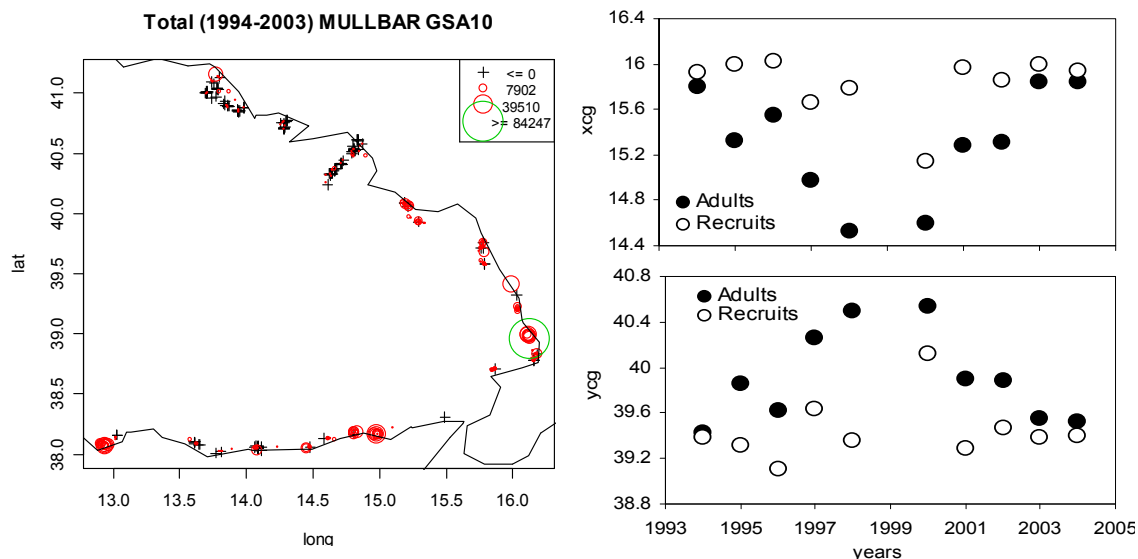 Total (1994-2003) MULLBAR GSA10
<= 0
7902
39510
>= 84247
41.0
40.5
40.0
39.5
39.0
38.5
38.0
lat
13.0 13.5 14.0 14.5 15.0 15.5 16.0
long
16.4
16
15.6
15.2
14.8
14.4
xcg
Adults
Recruits
40.8
40.4
40
39.6
39.2
38.8
ycg
Adults
Recruits
1993 1995 1997 1999 2001 2003 2005
years